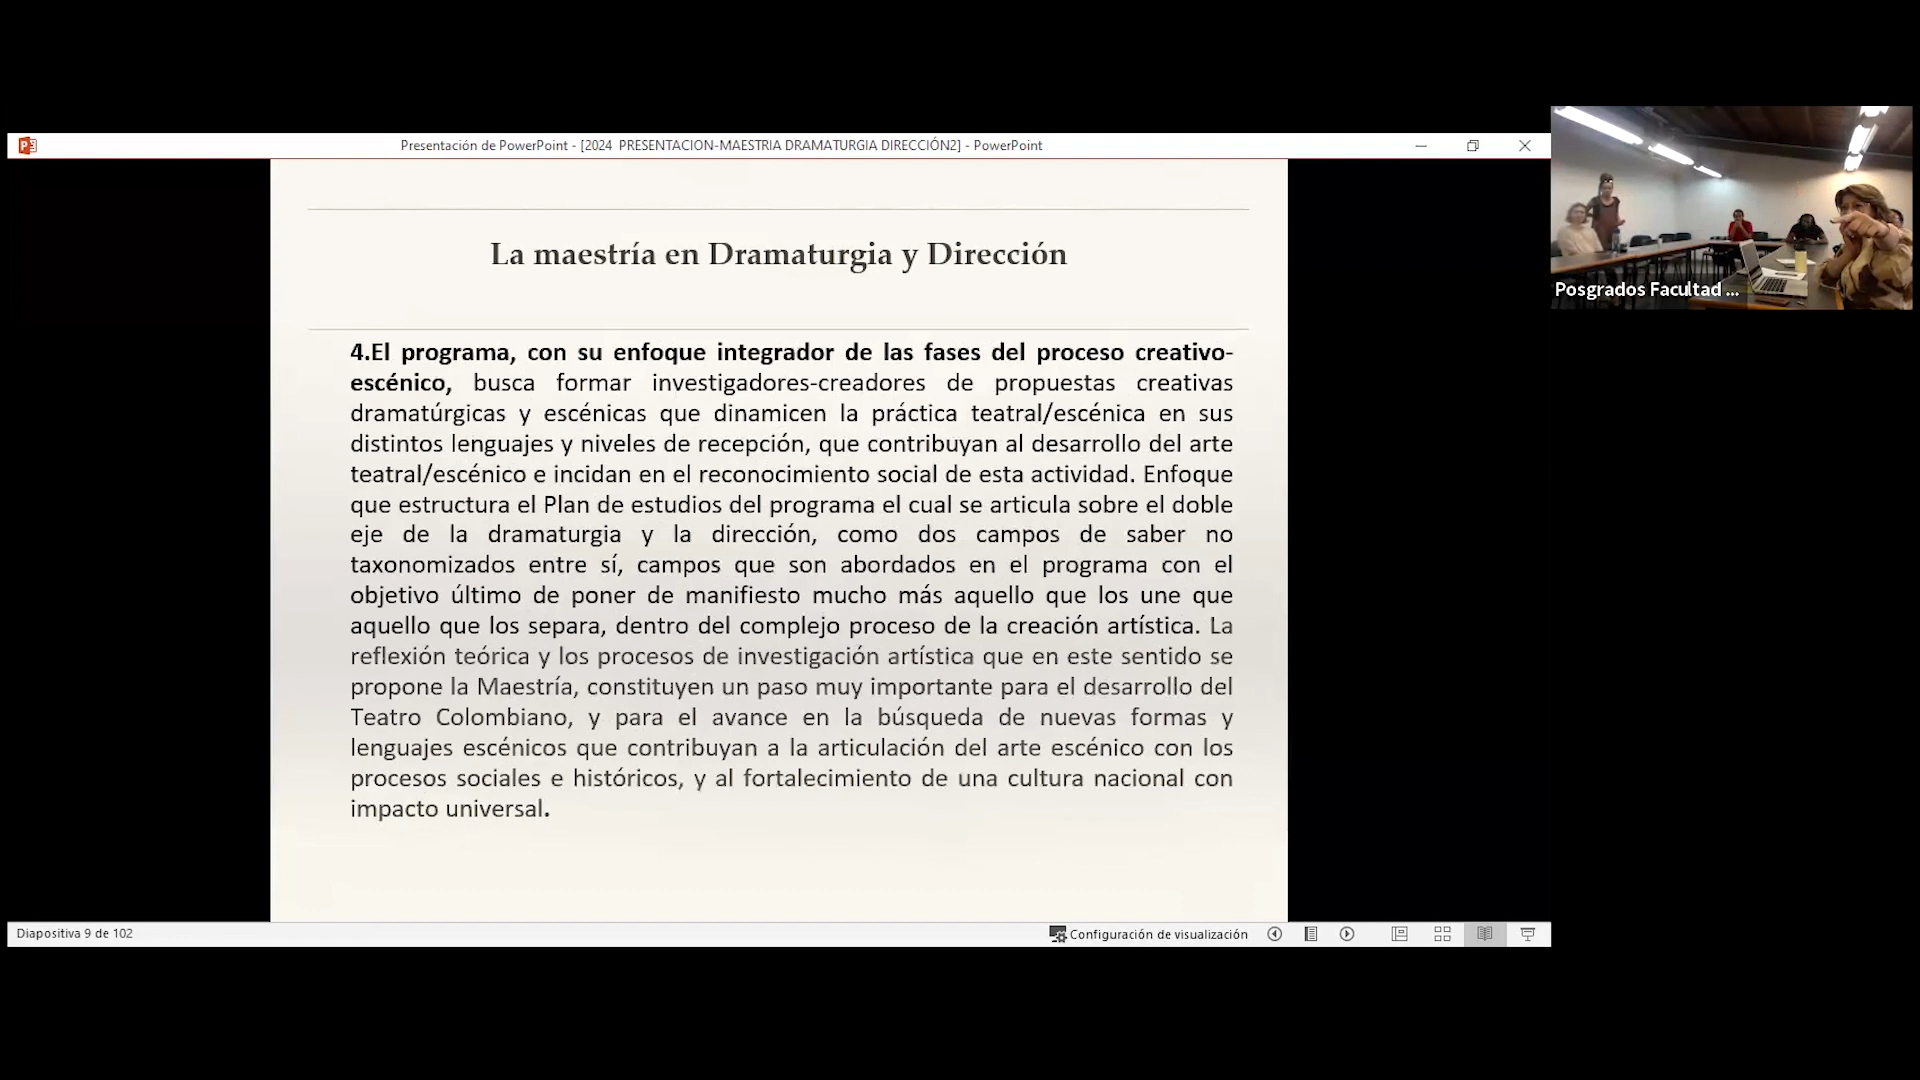 Presentación de PowerPoint - [2024 PRESENTACION-MAESTRIA DRAMATURGIA DIRECCIÓN2] - PowerPoint
La maestría en Dramaturgia y Dirección
4.El programa, con su enfoque integrador de las fases del proceso creativo-
escénico, busca formar investigadores-creadores de propuestas creativas
dramatúrgicas y escénicas que dinamicen la práctica teatral/escénica en sus
distintos lenguajes y niveles de recepción, que contribuyan al desarrollo del arte
teatral/escénico e incidan en el reconocimiento social de esta actividad. Enfoque
que estructura el Plan de estudios del programa el cual se articula sobre el doble
eje de la dramaturgia y la dirección, como dos campos de saber no
taxonomizados entre sí, campos que son abordados en el programa con el
objetivo último de poner de manifiesto mucho más aquello que los une que
aquello que los separa, dentro del complejo proceso de la creación artística. La
reflexión teórica y los procesos de investigación artística que en este sentido se
propone la Maestría, constituyen un paso muy importante para el desarrollo del
Teatro Colombiano, y para el avance en la búsqueda de nuevas formas y
lenguajes escénicos que contribuyan a la articulación del arte escénico con los
procesos sociales e históricos, y al fortalecimiento de una cultura nacional con
impacto universal.
Diapositiva 9 de 102
Configuración de visualización
Posgrados Facultad ...